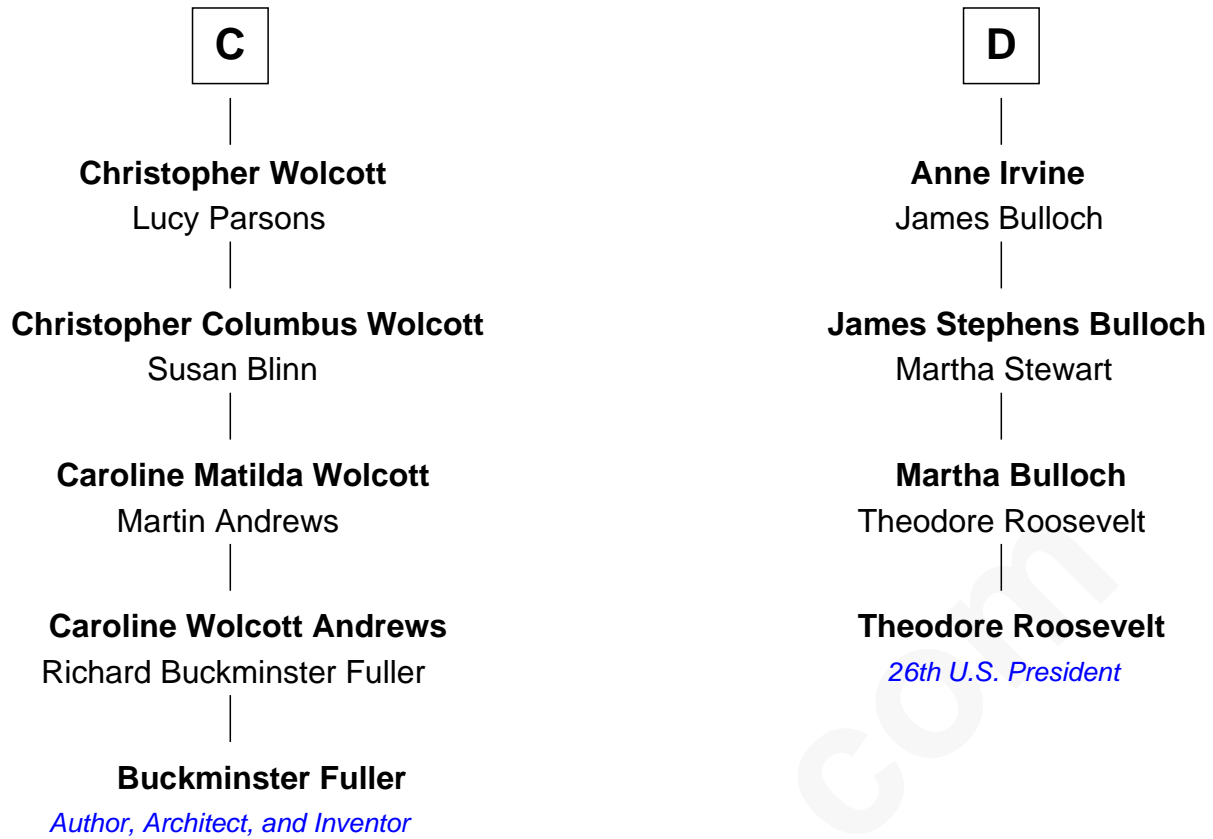 C
Christopher Wolcott
Lucy Parsons
Christopher Columbus Wolcott
Susan Blinn
Caroline Matilda Wolcott
Martin Andrews
Caroline Wolcott Andrews
Richard Buckminster Fuller
Buckminster Fuller
Author, Architect, and Inventor
D
Anne Irvine
James Bulloch
James Stephens Bulloch
Martha Stewart
Martha Bulloch
Theodore Roosevelt
Theodore Roosevelt
26th U.S. President
com